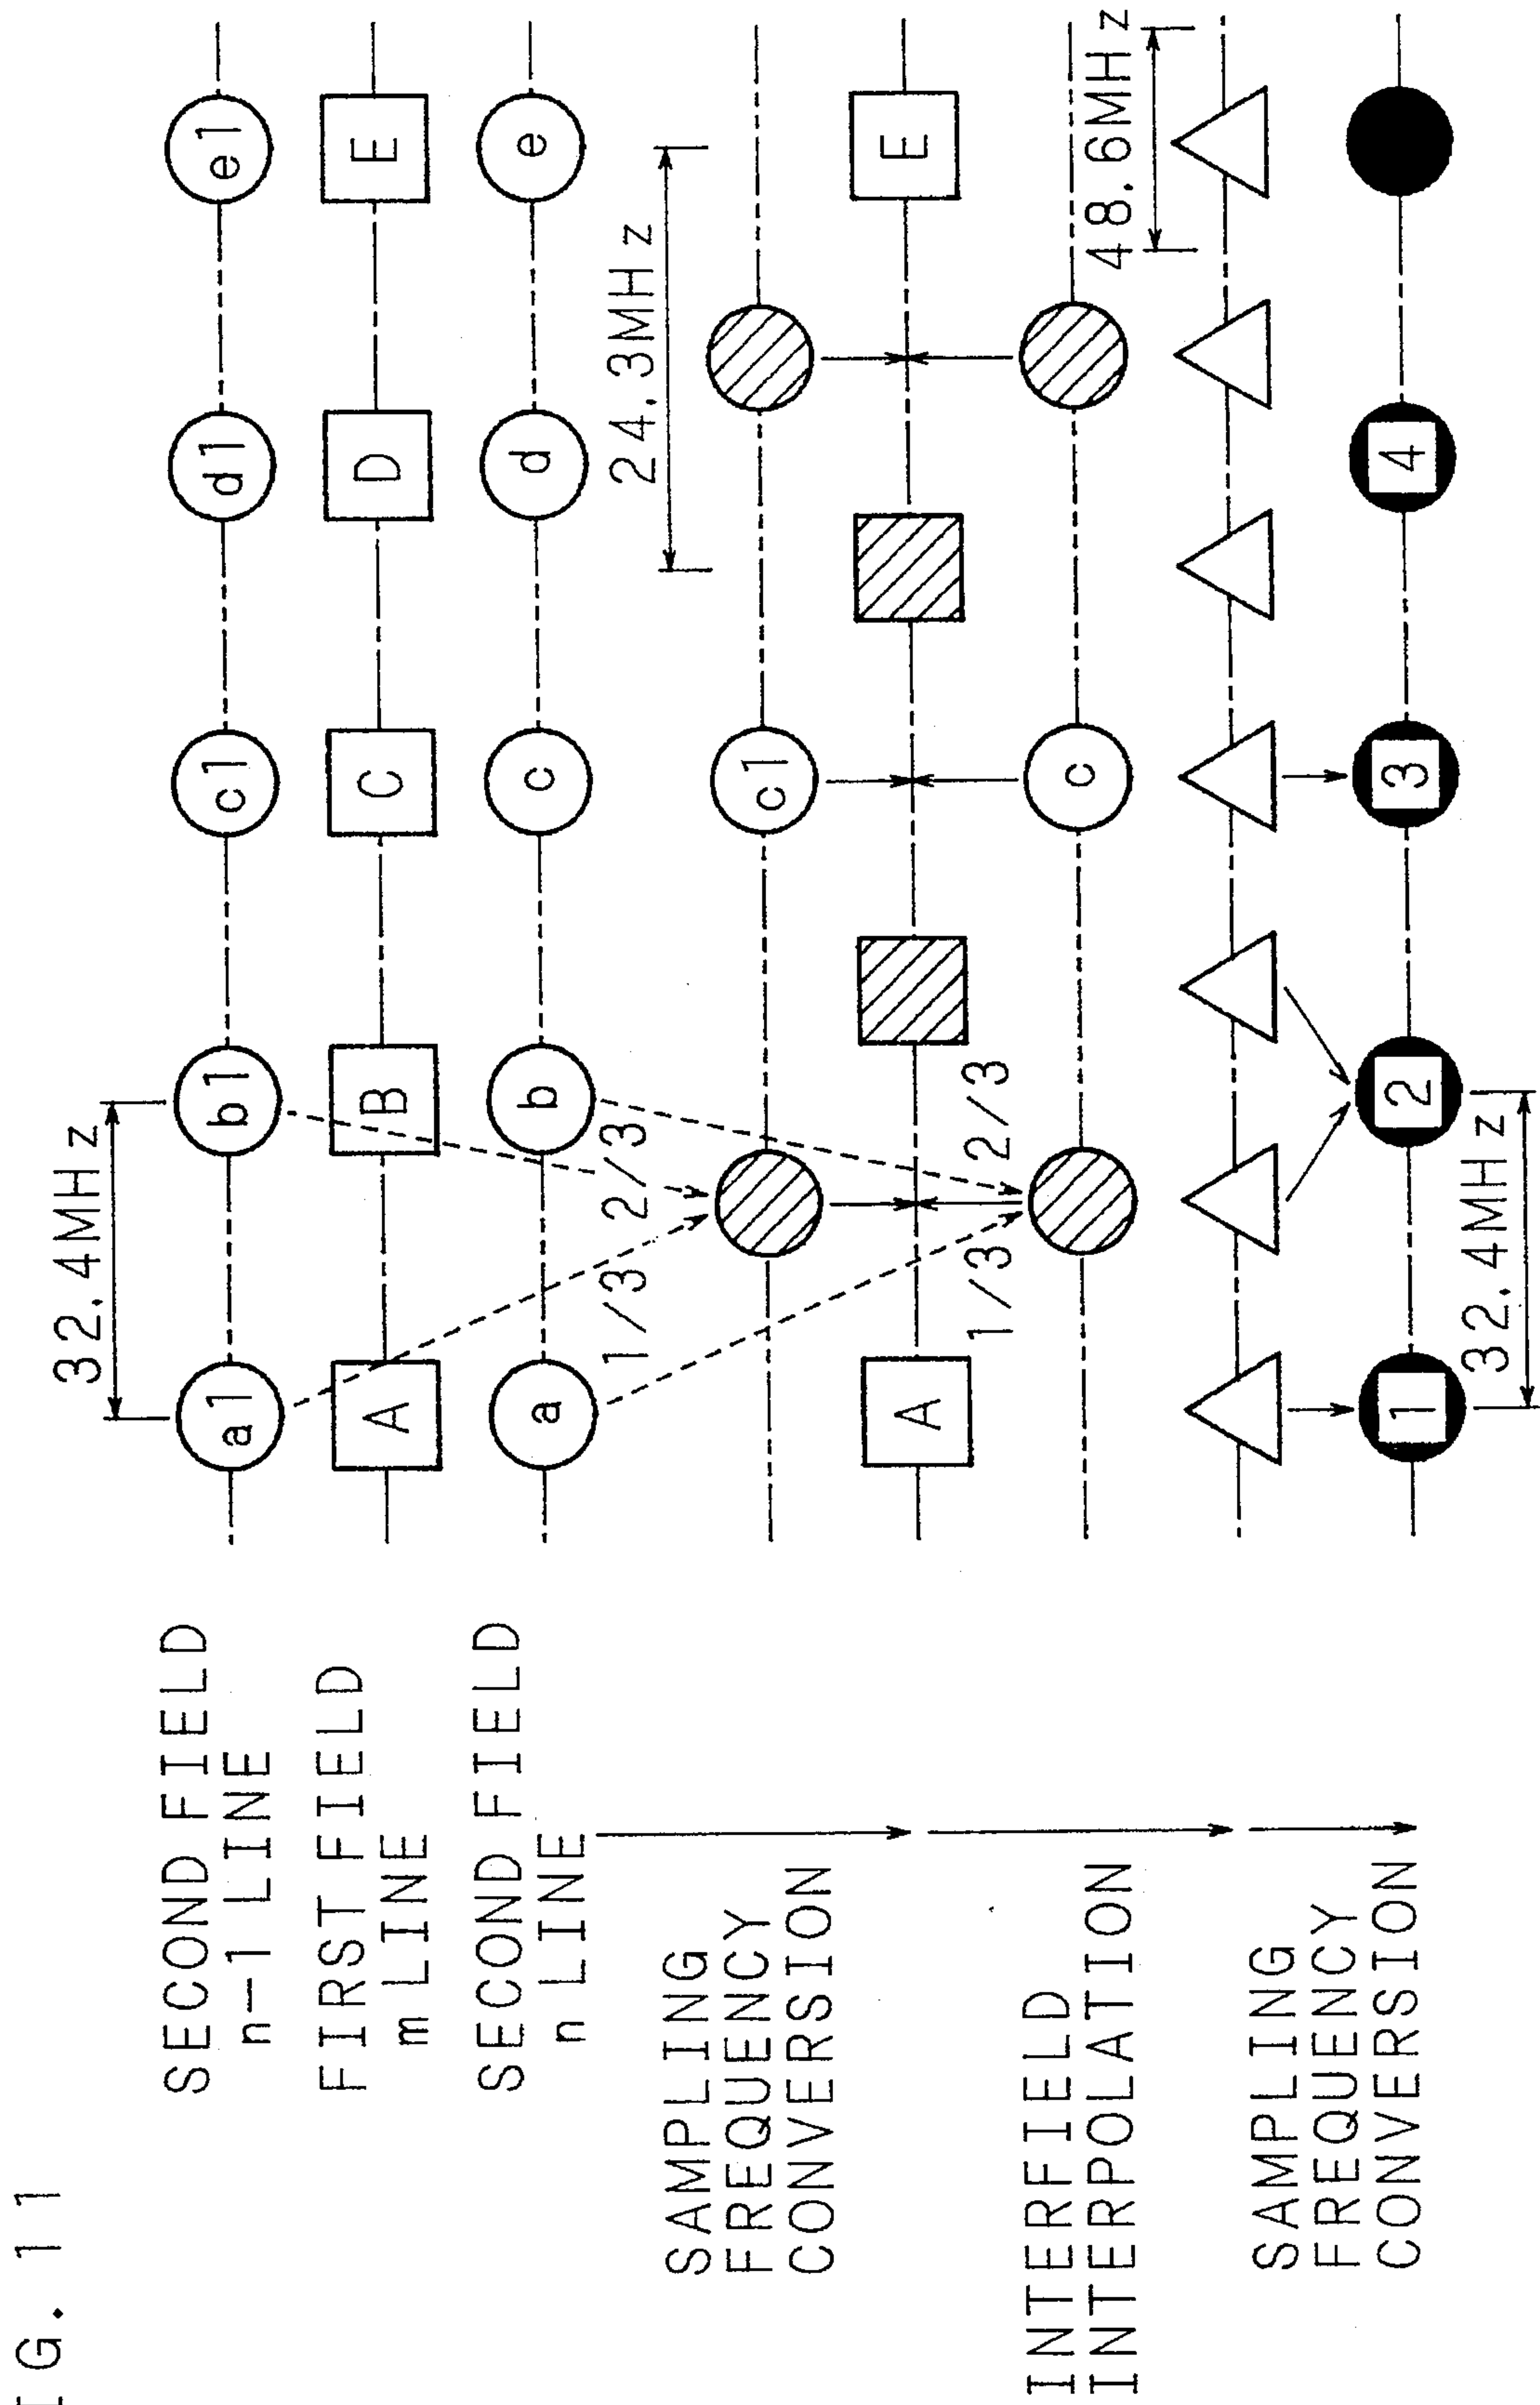 IG. 11
SECOND FIELD
n-1 LINE
FIRST FIELD
m LINE
SECOND FIELD
n LINE
SAMPLING
FREQUENCY
CONVERSION
INTERFIELD
INTERPOLATION
SAMPLING
FREQUENCY
CONVERSION
32.4MHz
a1 b1 c1 d1 e1
A B C D E
a b c d e
1/3 2/3
24.3MHz
c1
A E
1/3 2/3
c
48.6MHz
1 2 3 4
32.4MHz